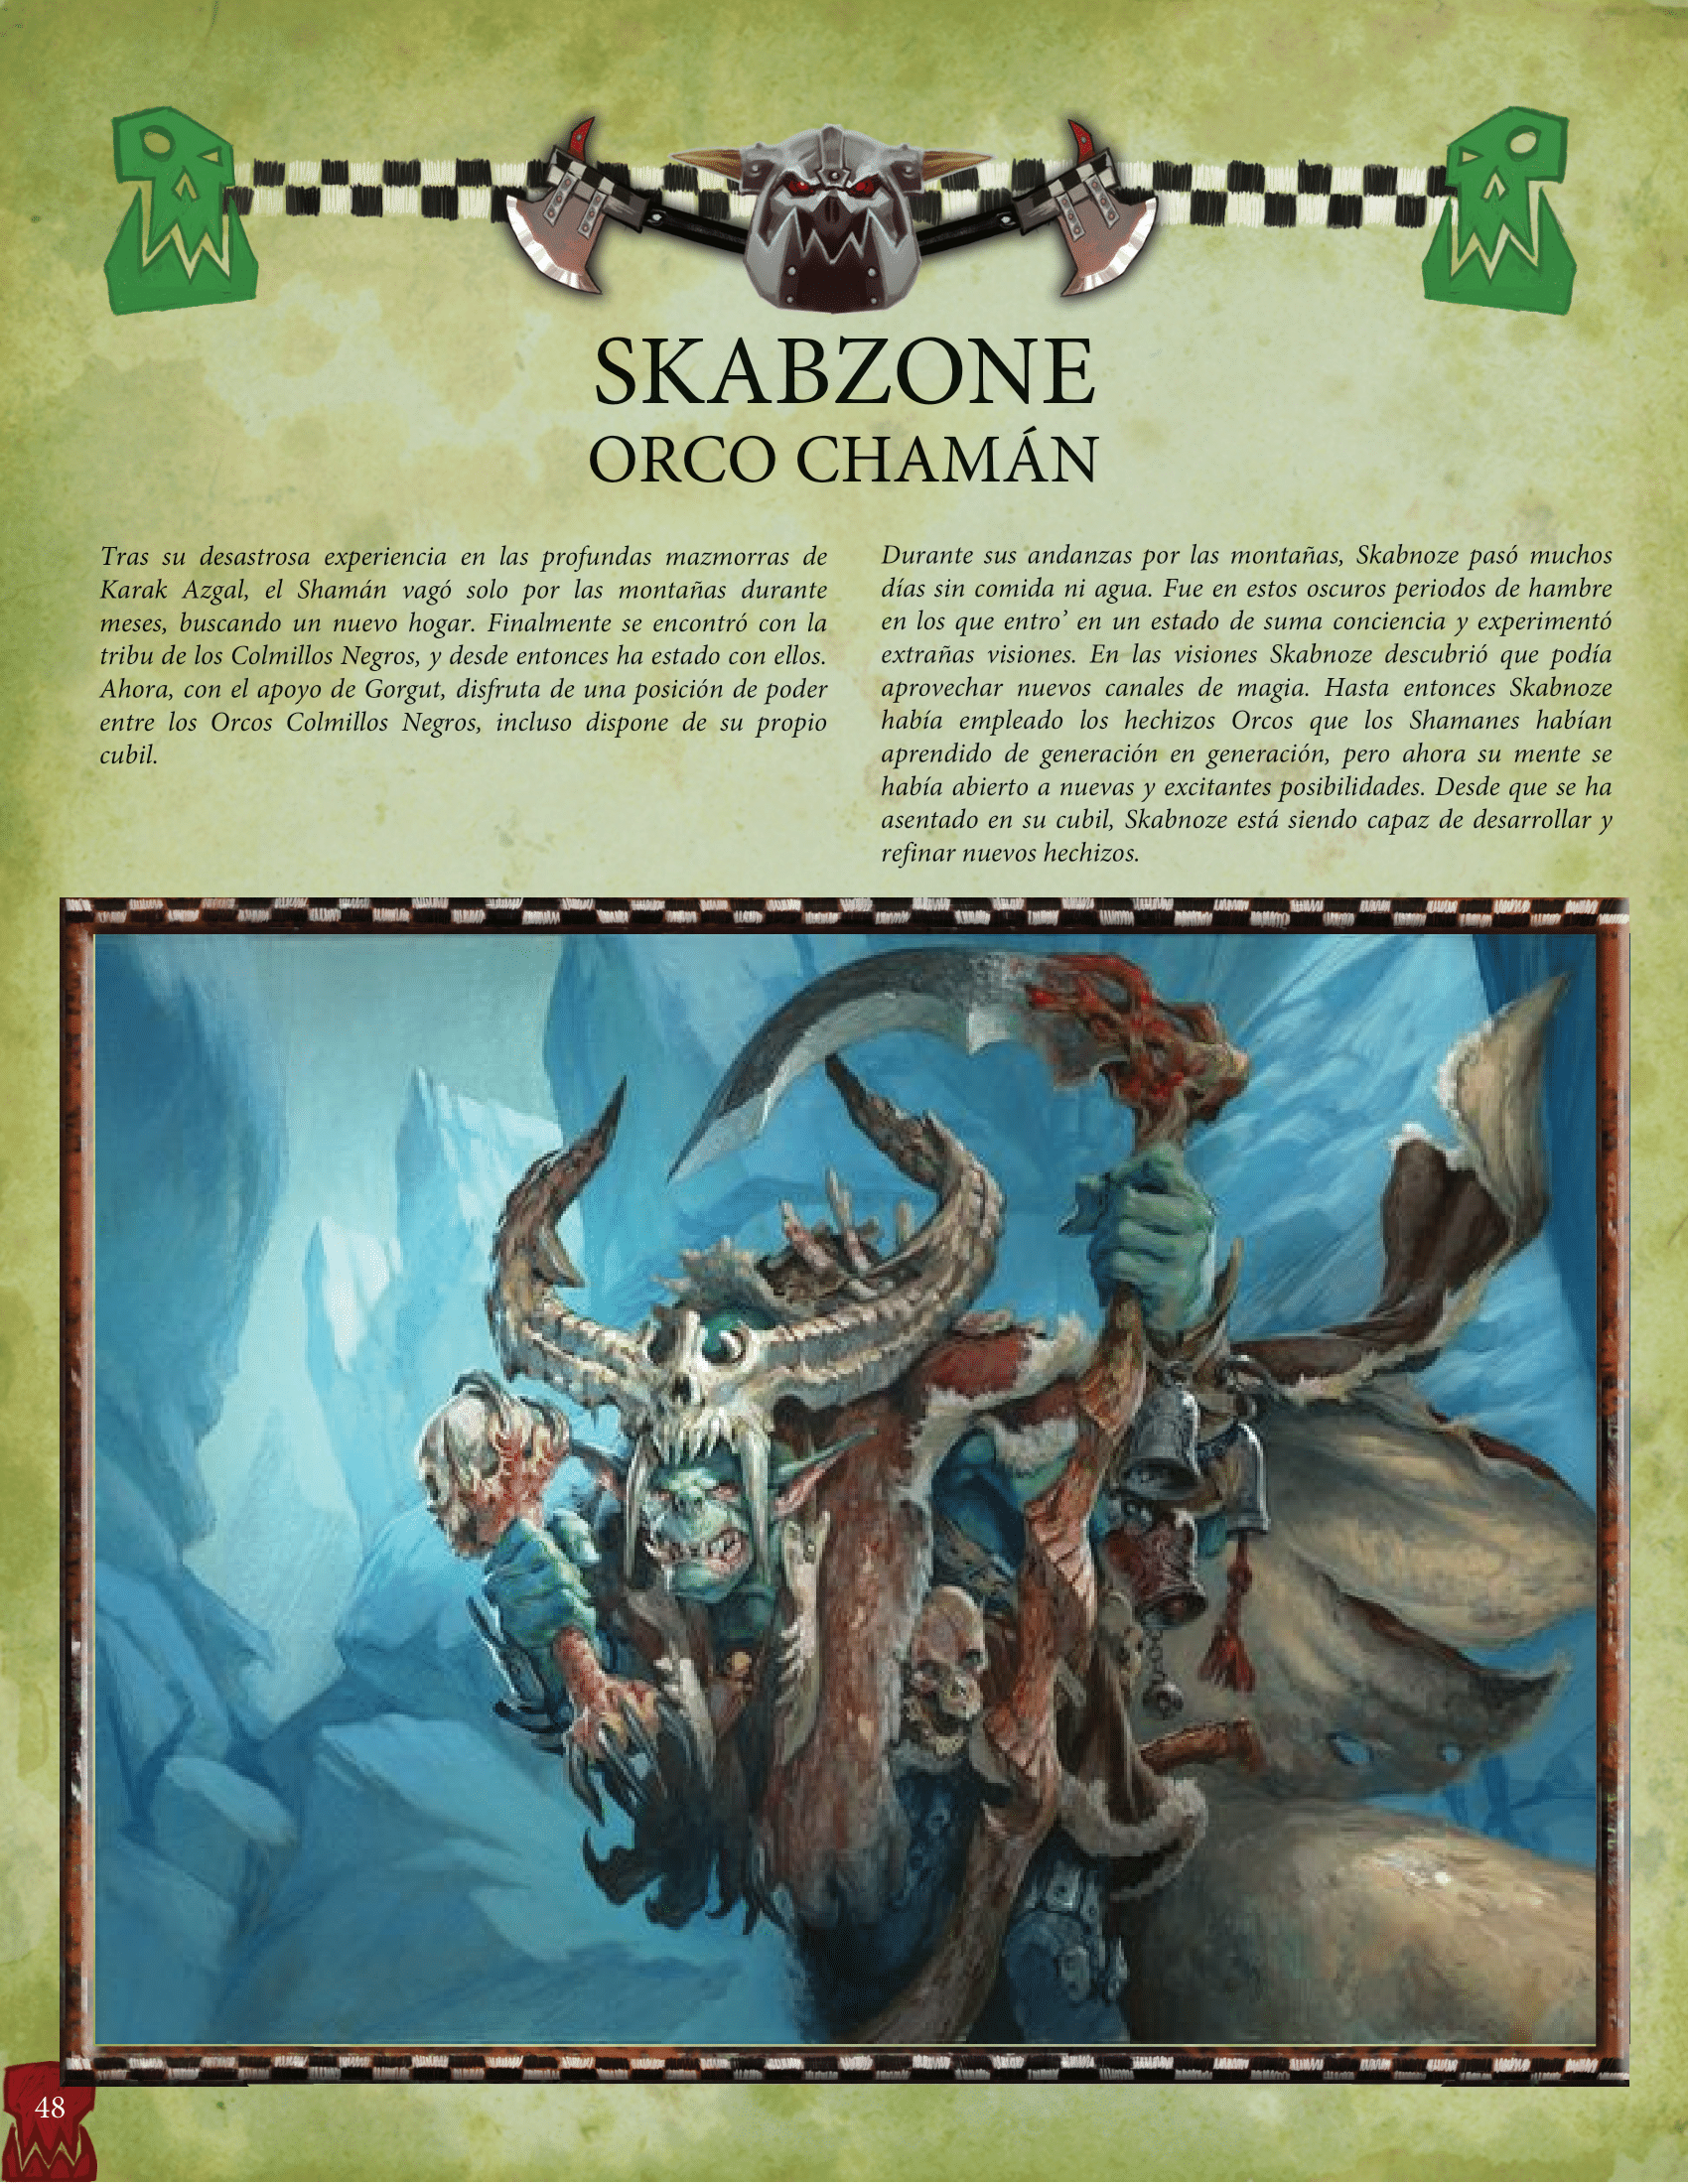 SKABZONE
ORCO CHAMÁN
Tras su desastrosa experiencia en las profundas mazmorras de
Karak Azgal, el Shamán vagó solo por las montañas durante
meses, buscando un nuevo hogar. Finalmente se encontró con la
tribu de los Colmillos Negros, y desde entonces ha estado con ellos.
Ahora, con el apoyo de Gorgut, disfruta de una posición de poder
entre los Orcos Colmillos Negros, incluso dispone de su propio
cubil.
Durante sus andanzas por las montañas, Skabnoze pasó muchos
días sin comida ni agua. Fue en estos oscuros periodos de hambre
en los que entro’ en un estado de suma conciencia y experimentó
extrañas visiones. En las visiones Skabnoze descubrió que podía
aprovechar nuevos canales de magia. Hasta entonces Skabnoze
había empleado los hechizos Orcos que los Shamanes habían
aprendido de generación en generación, pero ahora su mente se
había abierto a nuevas y excitantes posibilidades. Desde que se ha
asentado en su cubil, Skabnoze está siendo capaz de desarrollar y
refinar nuevos hechizos.
48